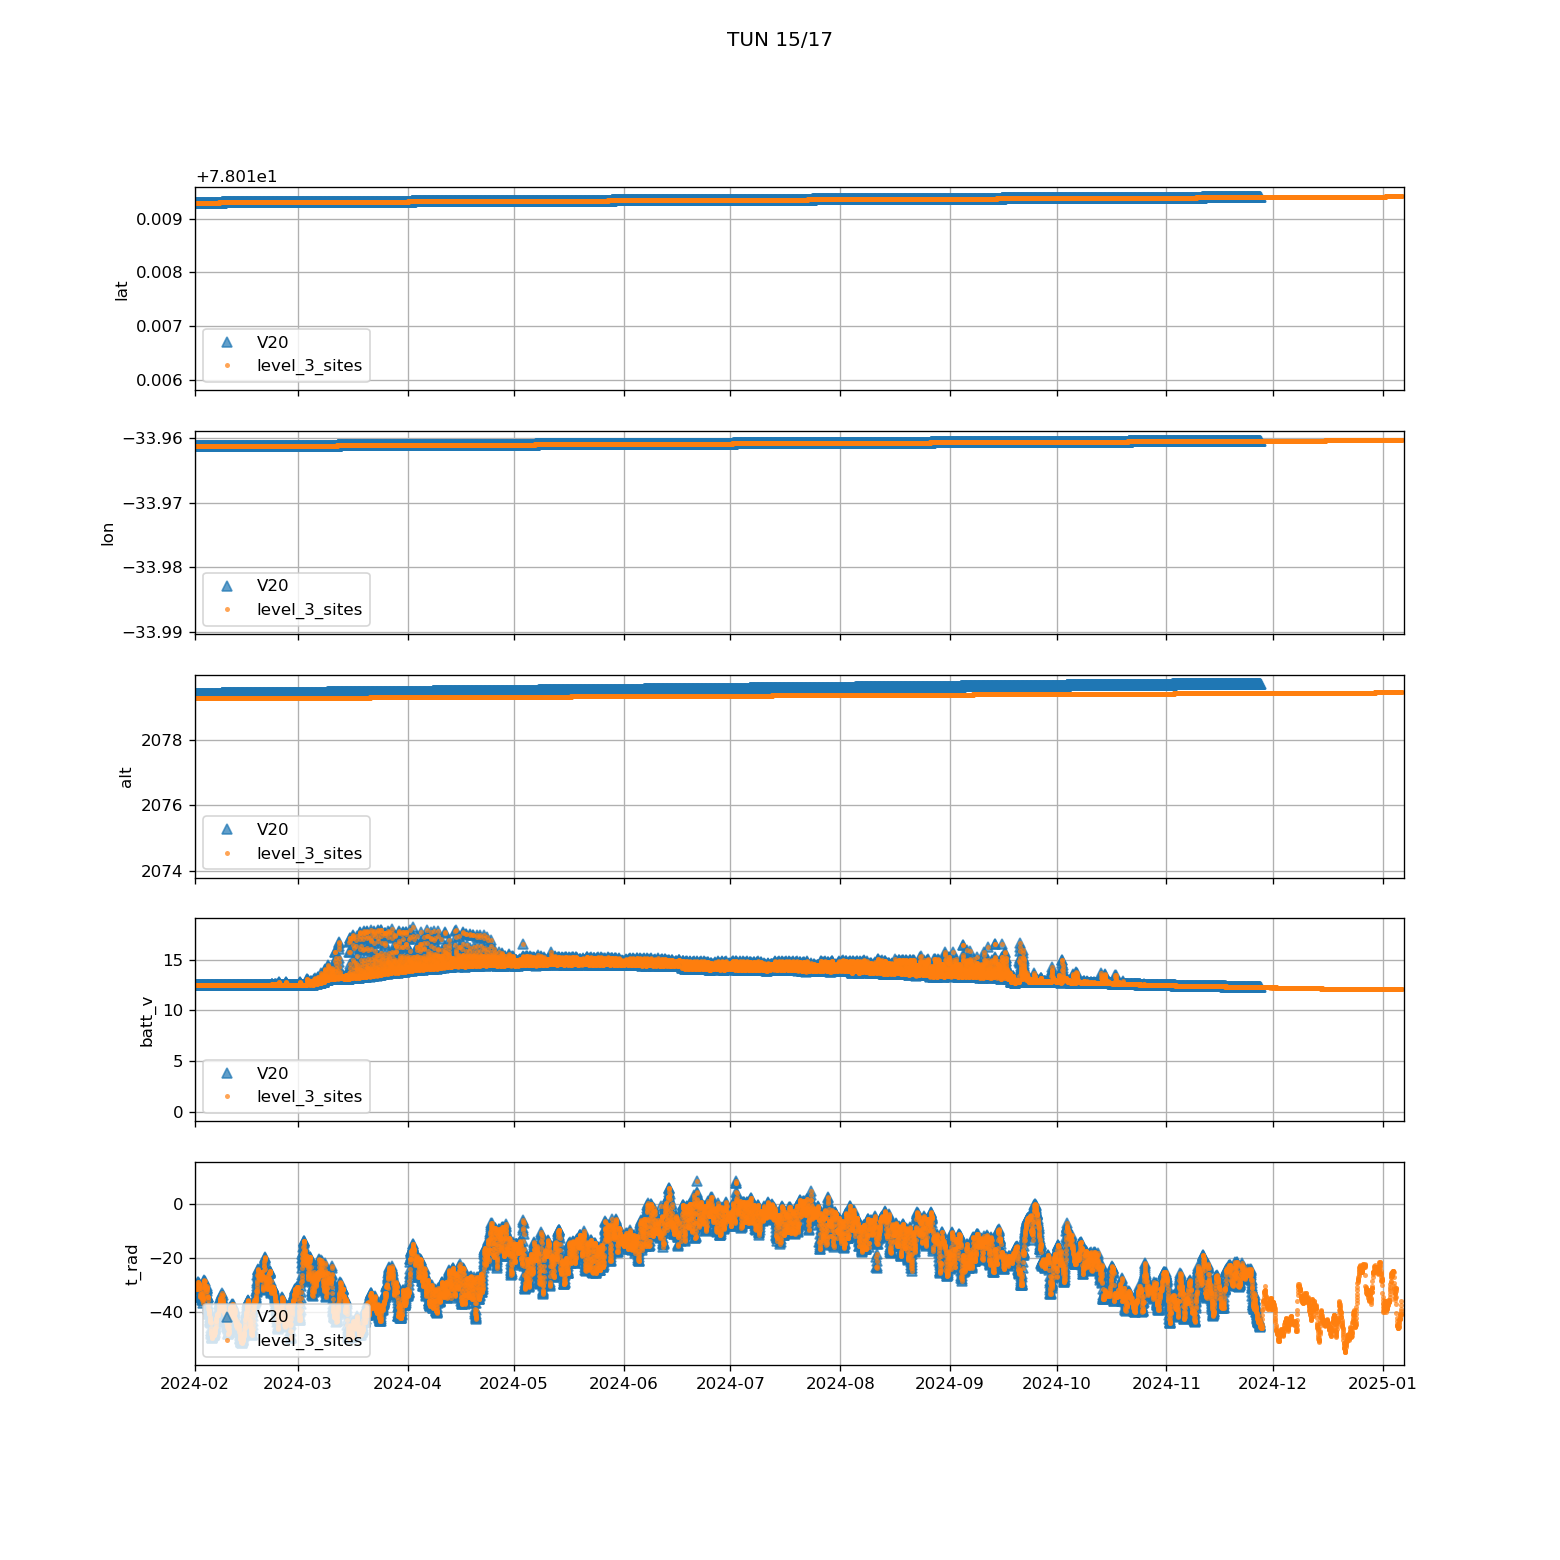 TUN 15/17
+7.801e1
0.009
0.008
0.007
0.006
lat
V20
level_3_sites
−33.96
−33.97
−33.98
−33.99
lon
V20
level_3_sites
2078
2076
2074
alt
V20
level_3_sites
15
10
5
0
batt_v
V20
level_3_sites
0
−20
−40
t_rad
V20
level_3_sites
2024-02 2024-03 2024-04 2024-05 2024-06 2024-07 2024-08 2024-09 2024-10 2024-11 2024-12 2025-01